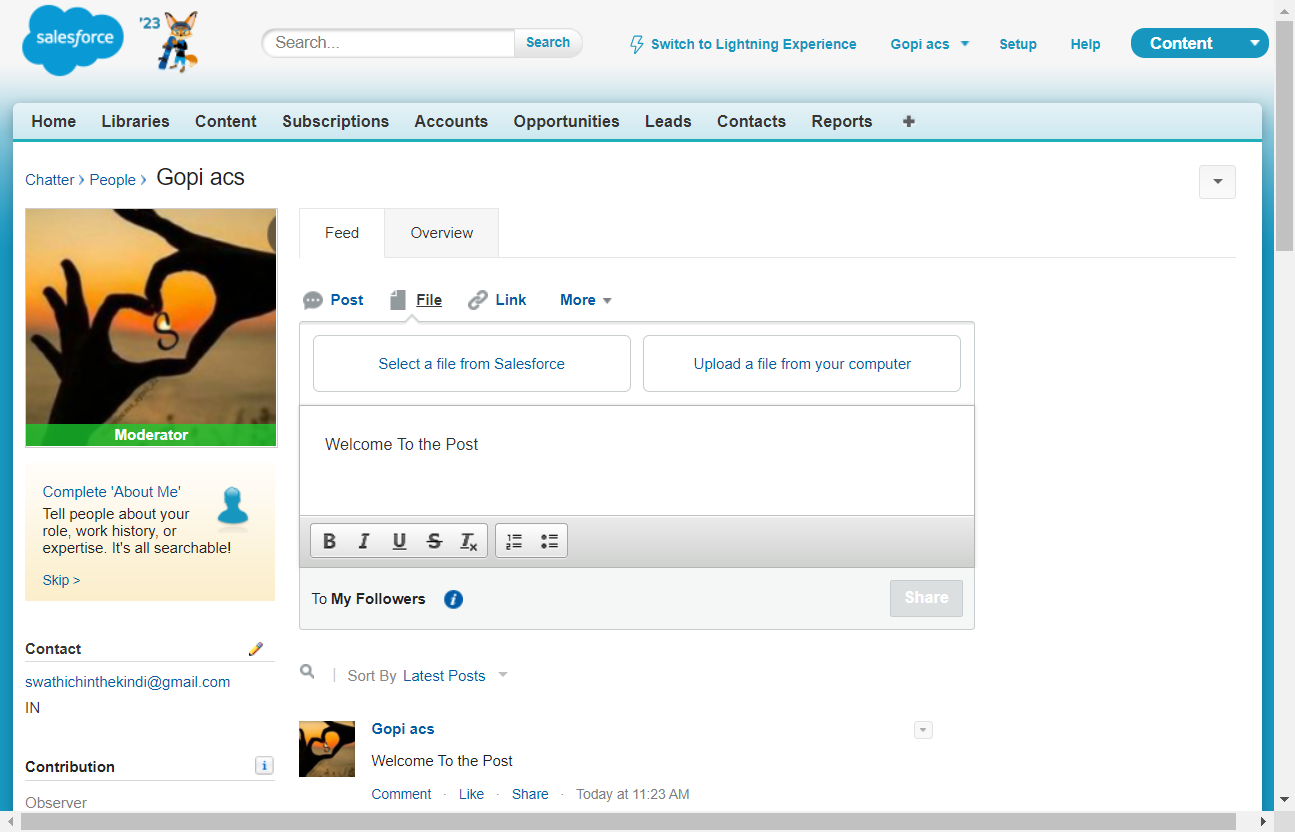 salesforce
'23
Search...
Search
Switch to Lightning Experience
Gopi acs
Setup
Help
Content
Home
Libraries
Content
Subscriptions
Accounts
Opportunities
Leads
Contacts
Reports
Chatter › People › Gopi acs
Moderator
Complete 'About Me'
Tell people about your
role, work history, or
expertise. It's all searchable!
Skip >
Contact
swathichinthekindi@gmail.com
IN
Contribution
Observer
Feed
Overview
Post
File
Link
More
Select a file from Salesforce
Upload a file from your computer
Welcome To the Post
To My Followers
Share
Sort By Latest Posts
Gopi acs
Welcome To the Post
Comment · Like · Share · Today at 11:23 AM